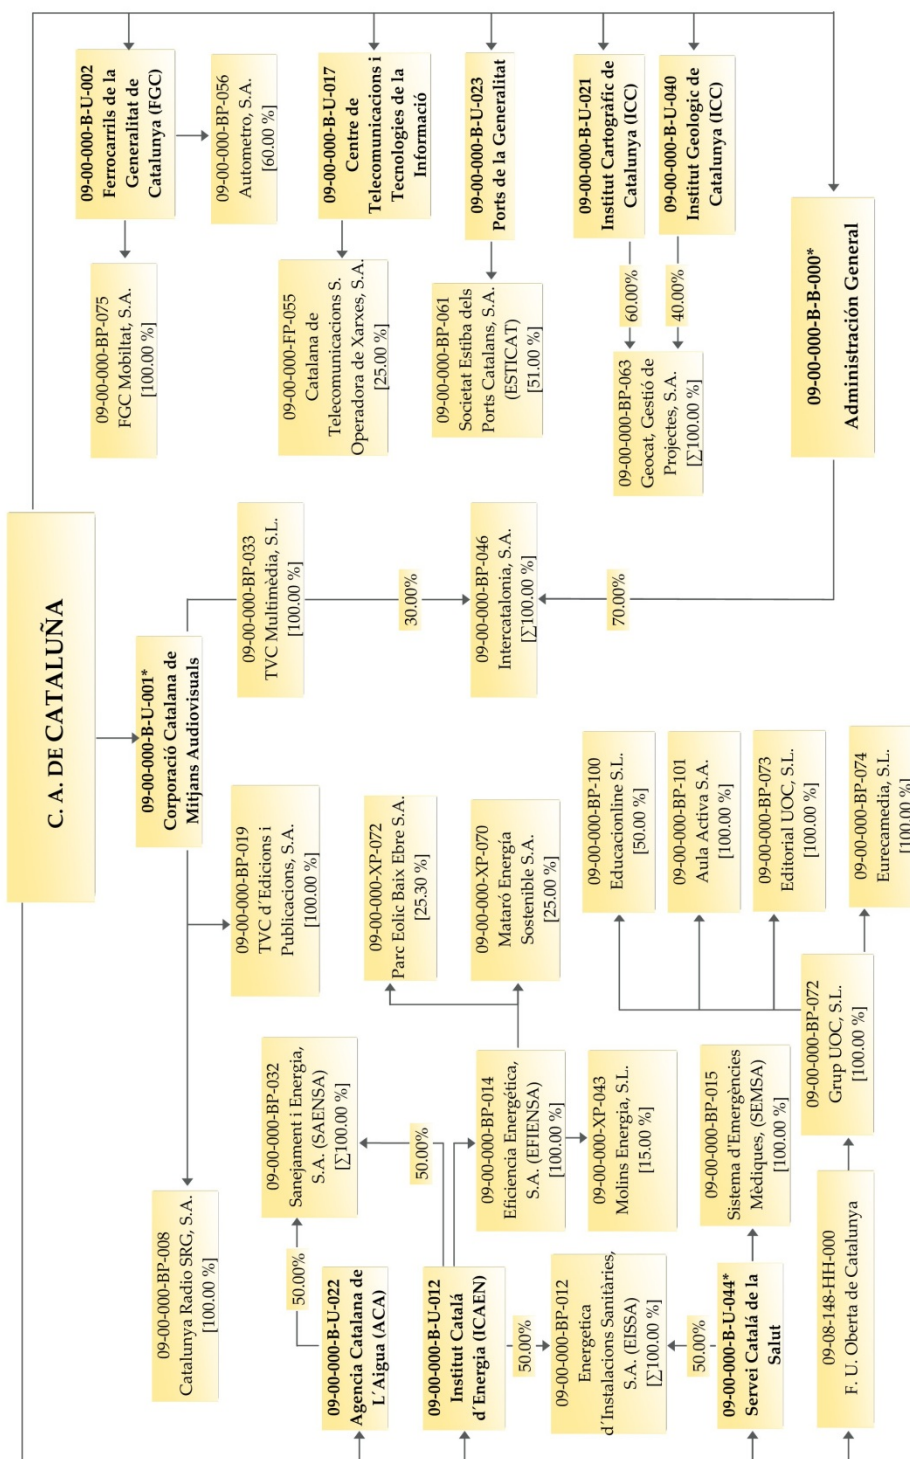 C. A. DE CATALUÑA
09-00-000-B-U-001*
Corporació Catalana de
Mitjans Audiovisuals
09-00-000-BP-008
Catalunya Radio SRG, S.A.
[100.00 %]
09-00-000-BP-019
TVC d´Edicions i
Publicacions, S.A.
[100.00 %]
09-00-000-BP-033
TVC Multimèdia, S.L.
[100.00 %]
30.00%
09-00-000-BP-046
Intercatalonia, S.A.
[∑100.00 %]
70.00%
09-00-000-B-U-002
Ferrocarrils de la
Generalitat de
Catalunya (FGC)
09-00-000-BP-075
FGC Mobiltat, S.A.
[100.00 %]
09-00-000-BP-056
Autometro, S.A.
[60.00 %]
09-00-000-B-U-017
Centre de
Telecomunicacions i
Tecnologies de la
Informació
09-00-000-FP-055
Catalana de
Telecomunicacions S.
Operadora de Xarxes, S.A.
[25.00 %]
09-00-000-B-U-023
Ports de la Generalitat
09-00-000-BP-061
Societat Estiba dels
Ports Catalans, S.A.
(ESTICAT)
[51.00 %]
09-00-000-B-U-021
Institut Cartogràfic de
Catalunya (ICC)
60.00%
09-00-000-B-U-040
Institut Geologic de
Catalunya (ICC)
40.00%
09-00-000-BP-063
Geocat, Gestió de
Projectes, S.A.
[∑100.00 %]
09-00-000-B-B-000*
Administración General
09-00-000-B-U-022
Agencia Catalana de
L´Aigua (ACA)
50.00%
09-00-000-BP-032
Sanejament i Energia,
S.A. (SAENSA)
[∑100.00 %]
50.00%
09-00-000-B-U-012
Institut Catalá
d´Energia (ICAEN)
09-00-000-BP-014
Eficiencia Energética,
S.A. (EFIENSA)
[100.00 %]
09-00-000-XP-072
Parc Eolic Baix Ebre S.A.
[25.30 %]
09-00-000-XP-070
Mataró Energía
Sostenible S.A.
[25.00 %]
09-00-000-XP-043
Molins Energia, S.L.
[15.00 %]
50.00%
09-00-000-BP-012
Energetica
d´Instalacions Sanitàries,
S.A. (EISSA)
[∑100.00 %]
50.00%
09-00-000-B-U-044*
Servei Catalá de la
Salut
09-00-000-BP-015
Sistema d'Emergències
Mèdiques, (SEMSA)
[100.00 %]
09-08-148-HH-000
F. U. Oberta de Catalunya
09-00-000-BP-072
Grup UOC, S.L.
[100.00 %]
09-00-000-BP-100
Educacionline S.L.
[50.00 %]
09-00-000-BP-101
Aula Activa S.A.
[100.00 %]
09-00-000-BP-073
Editorial UOC, S.L.
[100.00 %]
09-00-000-BP-074
Eurecamedia, S.L.
[100.00 %]